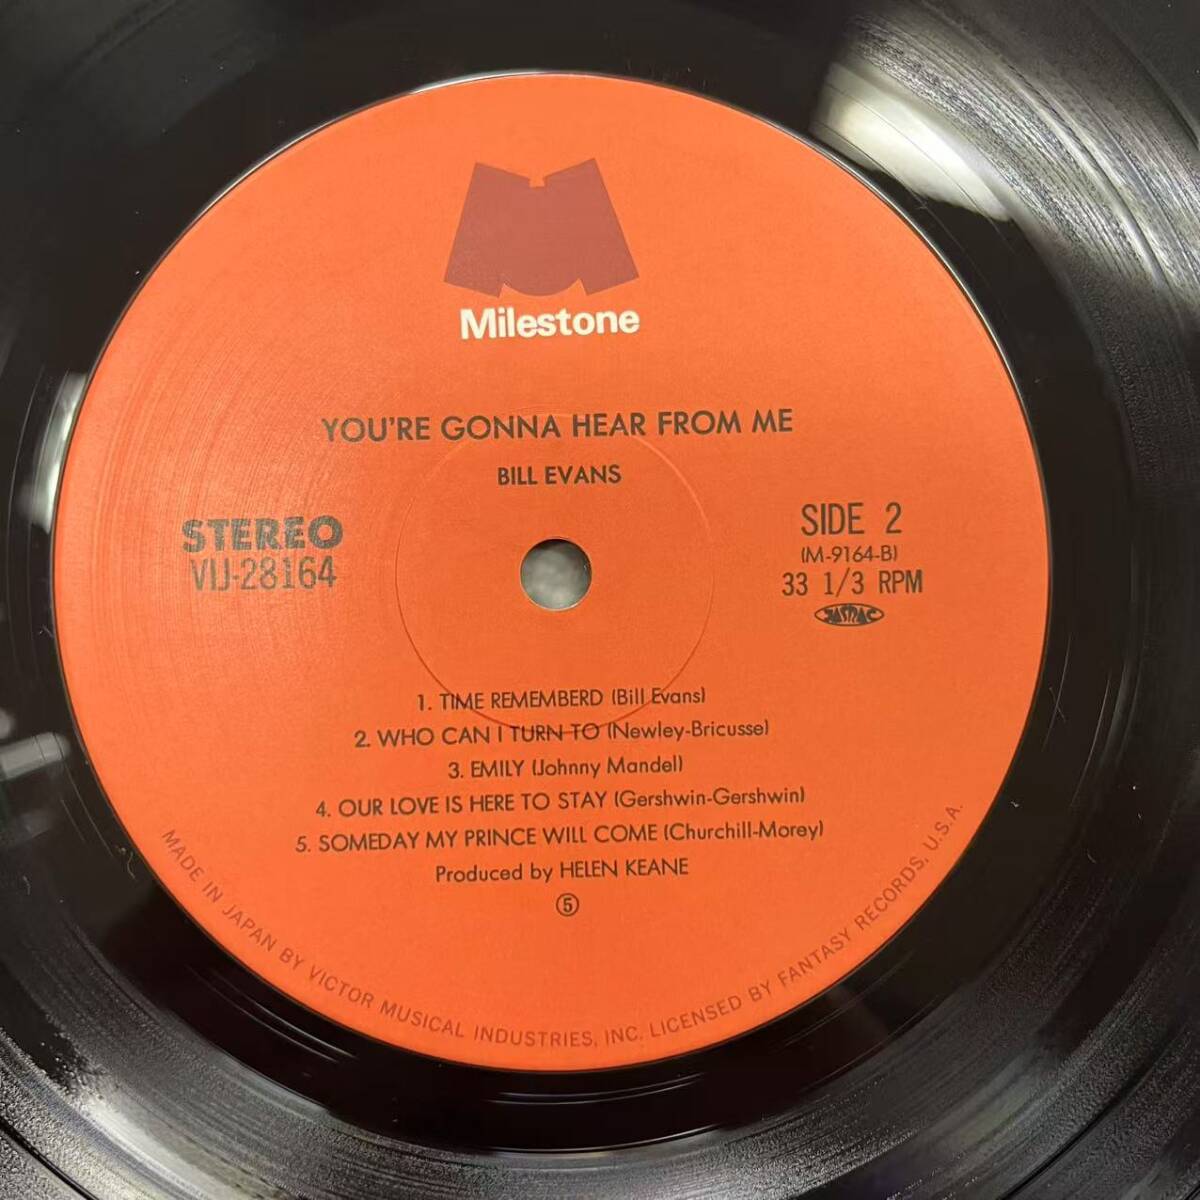 Milestone
YOU'RE GONNA HEAR FROM ME
BILL EVANS
STEREO
VIJ-28164
SIDE 2
(M-9164-B)
33 1/3 RPM
JASRAC
1. TIME REMEMBERD (Bill Evans)
2. WHO CAN I TURN TO (Newley-Bricusse)
3. EMILY (Johnny Mandel)
4. OUR LOVE IS HERE TO STAY (Gershwin-Gershwin)
5. SOMEDAY MY PRINCE WILL COME (Churchill-Morey)
Produced by HELEN KEANE
⑤
MADE IN JAPAN BY VICTOR MUSICAL INDUSTRIES, INC. LICENSED BY FANTASY RECORDS, U.S.A.